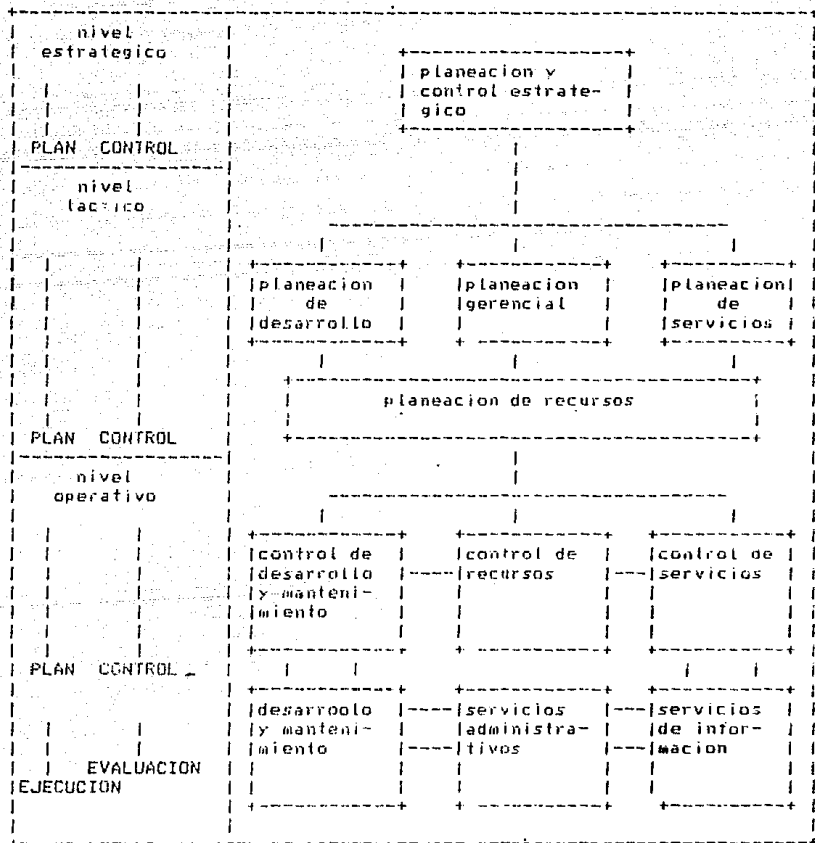 nivel
estrategico
planeacion y
control estrate-
gico
PLAN CONTROL
nivel
tactico
planeacion
de
desarrollo
planeacion
gerencial
planeacion
de
servicios
planeacion de recursos
PLAN CONTROL
nivel
operativo
control de
desarrollo
y manteni-
miento
control de
recursos
control de
servicios
PLAN CONTROL
desarroolo
y manteni-
miento
servicios
administra-
tivos
servicios
de infor-
macion
EVALUACION
EJECUCION